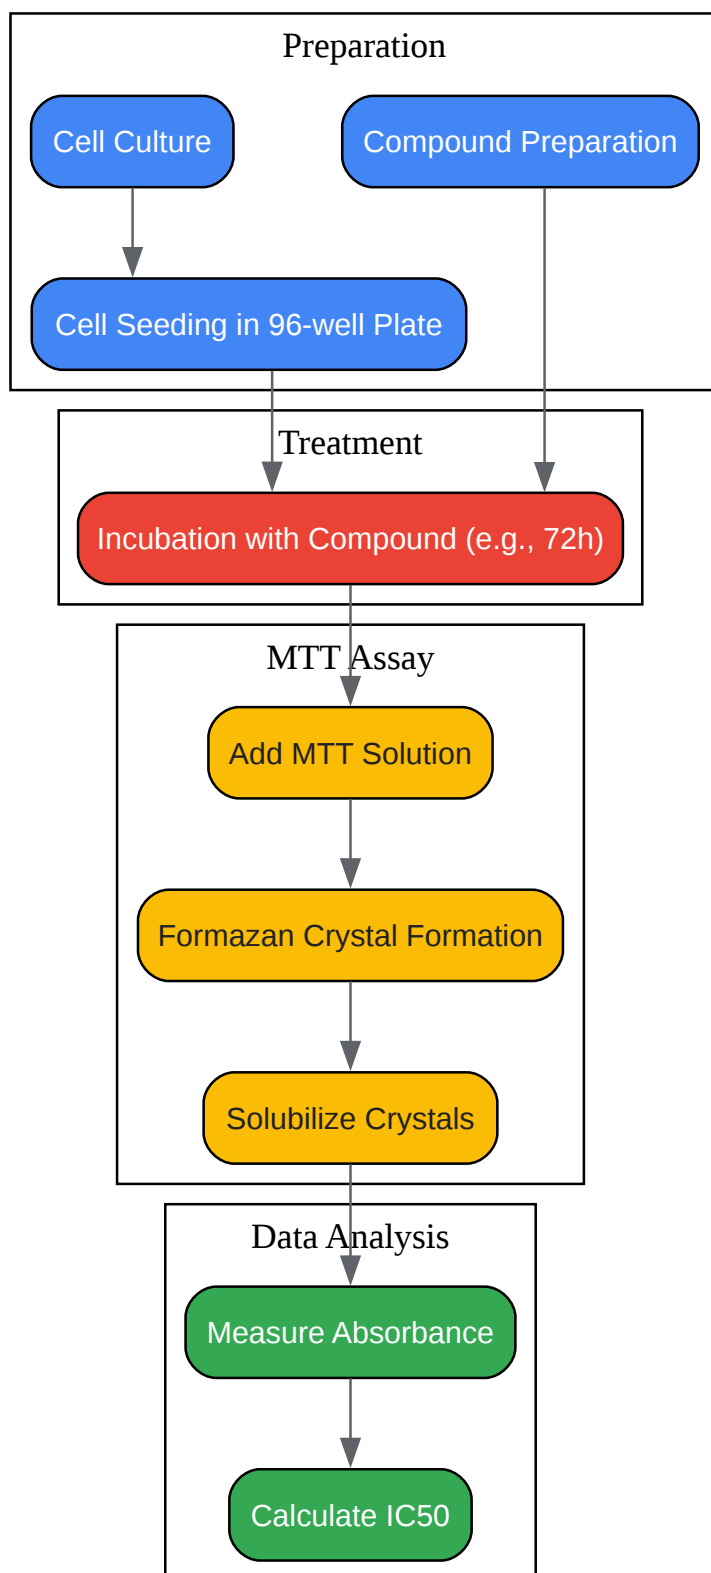 Preparation
Cell Culture
Compound Preparation
Cell Seeding in 96-well Plate
Treatment
Incubation with Compound (e.g., 72h)
MTT Assay
Add MTT Solution
Formazan Crystal Formation
Solubilize Crystals
Data Analysis
Measure Absorbance
Calculate IC50